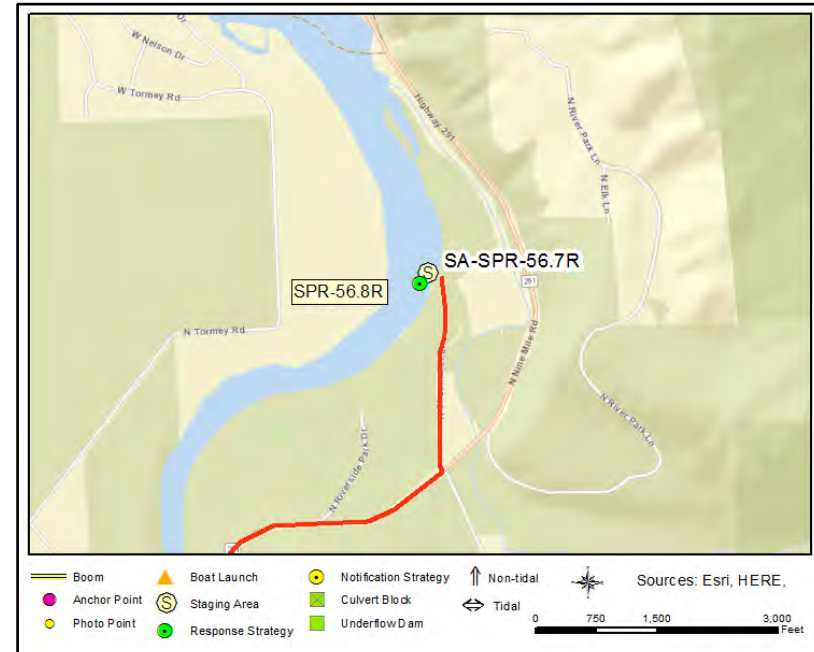 W Nelson Dr
Dr
W Tormey Rd
Highway 291
N River Park Ln
N Elk Ln
SA-SPR-56.7R
S
291
SPR-56.8R
N Tormey Rd
N Nine Mile Rd
N River Park Ln
N Riverside Park Dr
Boom
Boat Launch
Notification Strategy
Non-tidal
Sources: Esri, HERE,
Anchor Point
S
Staging Area
Culvert Block
Tidal
Photo Point
Response Strategy
Underflow Dam
0 750 1,500 3,000
Feet